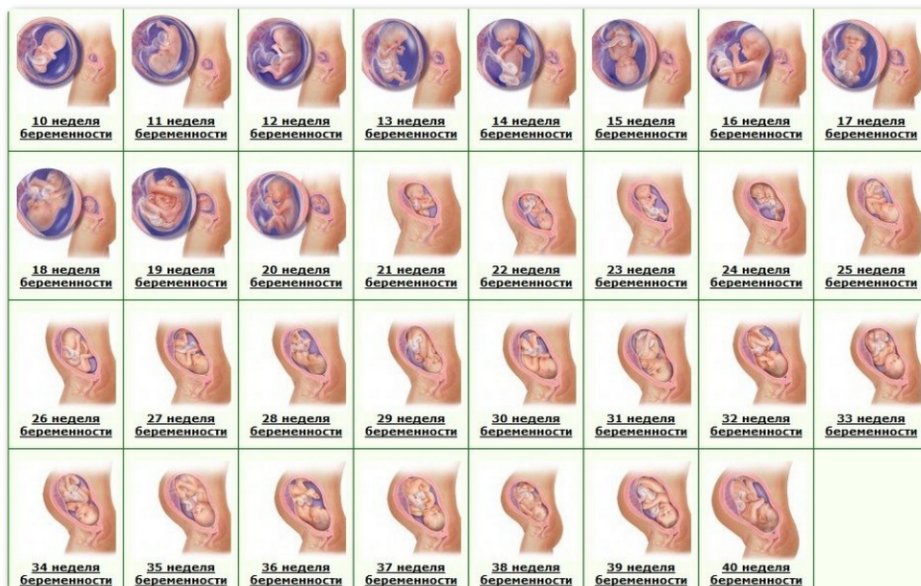 10 неделя
беременности
11 неделя
беременности
12 неделя
беременности
13 неделя
беременности
14 неделя
беременности
15 неделя
беременности
16 неделя
беременности
17 неделя
беременности
18 неделя
беременности
19 неделя
беременности
20 неделя
беременности
21 неделя
беременности
22 неделя
беременности
23 неделя
беременности
24 неделя
беременности
25 неделя
беременности
26 неделя
беременности
27 неделя
беременности
28 неделя
беременности
29 неделя
беременности
30 неделя
беременности
31 неделя
беременности
32 неделя
беременности
33 неделя
беременности
34 неделя
беременности
35 неделя
беременности
36 неделя
беременности
37 неделя
беременности
38 неделя
беременности
39 неделя
беременности
40 неделя
беременности